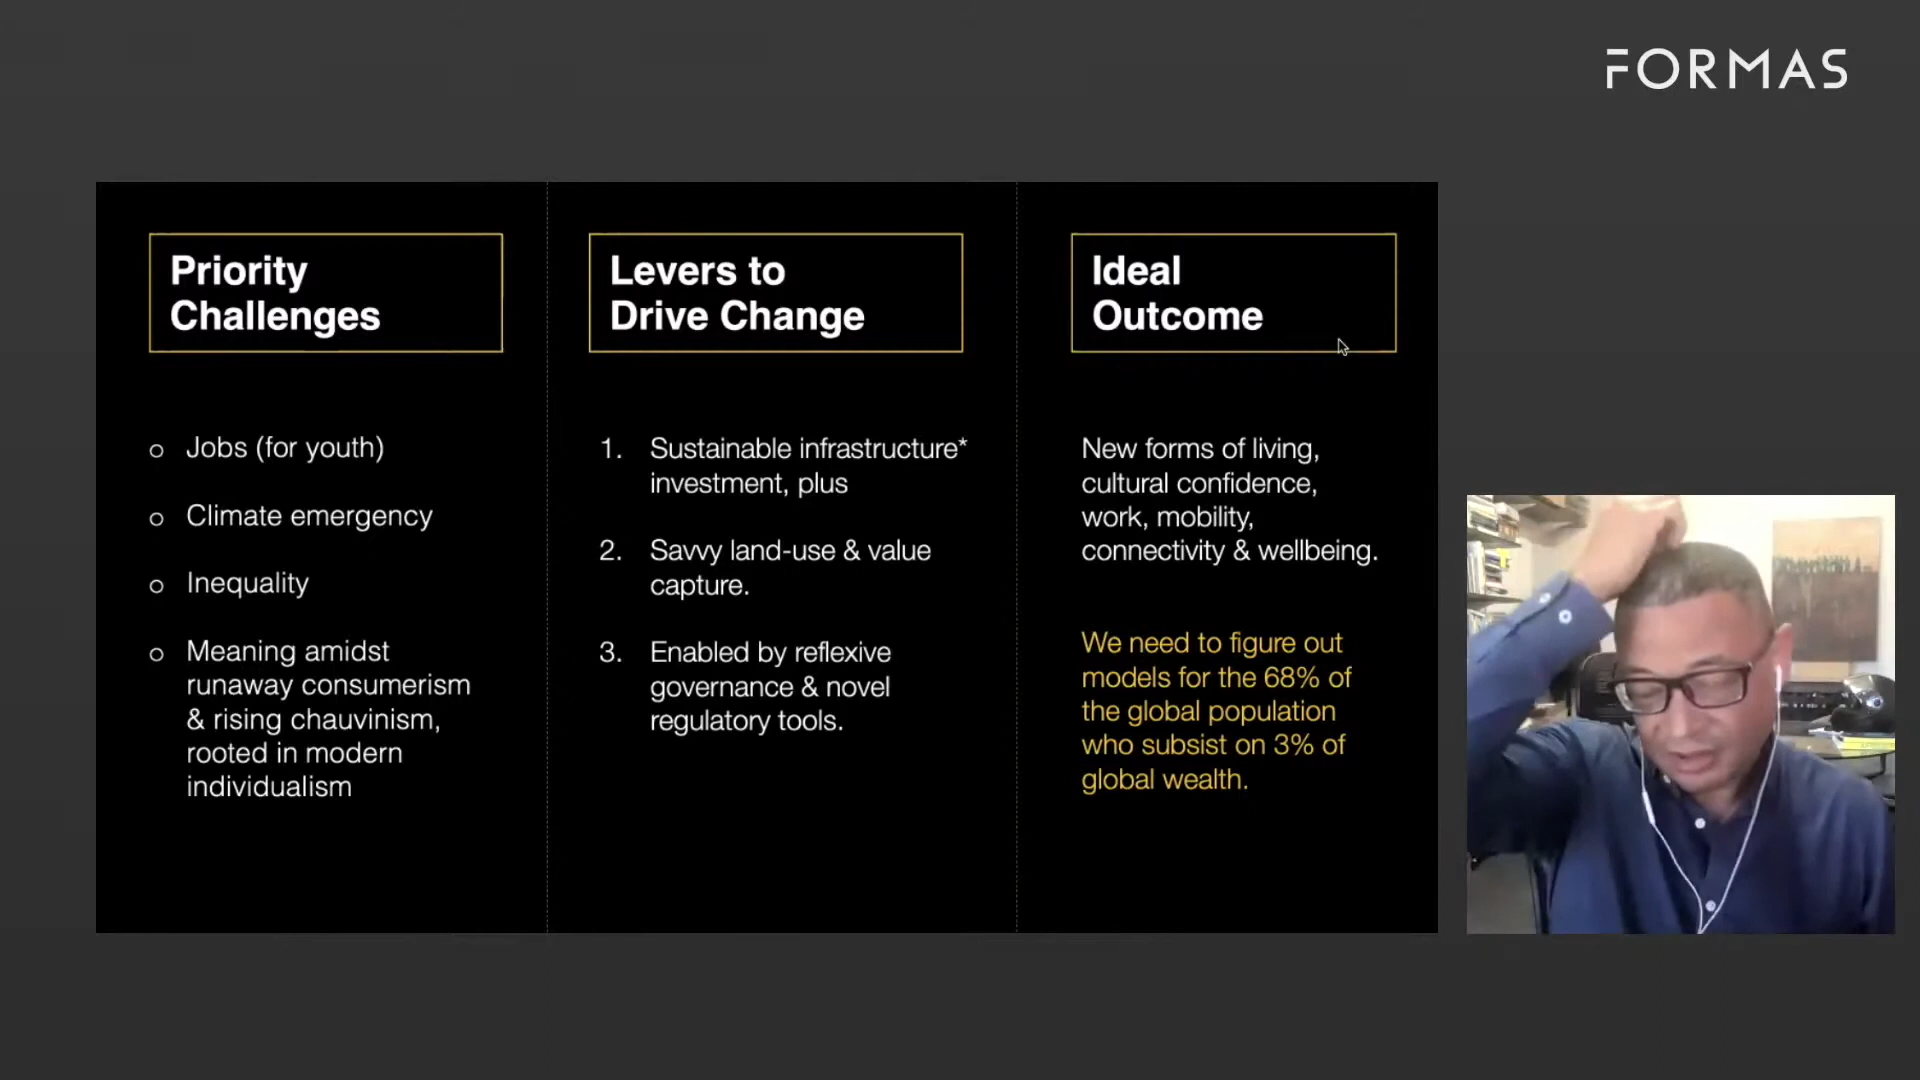 FORMAS
Priority
Challenges
Jobs (for youth)
Climate emergency
Inequality
Meaning amidst
runaway consumerism
& rising chauvinism,
rooted in modern
individualism
Levers to
Drive Change
1. Sustainable infrastructure*
investment, plus
2. Savvy land-use & value
capture.
3. Enabled by reflexive
governance & novel
regulatory tools.
Ideal
Outcome
New forms of living,
cultural confidence,
work, mobility,
connectivity & wellbeing.
We need to figure out
models for the 68% of
the global population
who subsist on 3% of
global wealth.